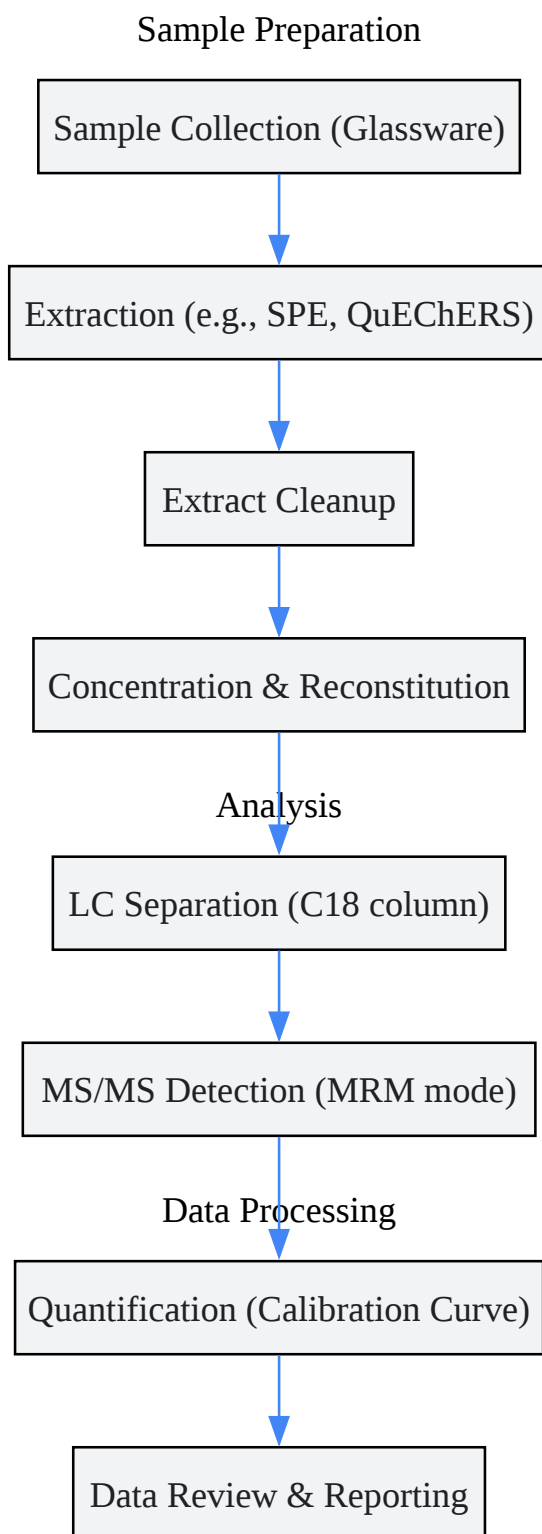 Sample Preparation
Sample Collection (Glassware)
Extraction (e.g., SPE, QuEChERS)
Extract Cleanup
Concentration & Reconstitution
Analysis
LC Separation (C18 column)
MS/MS Detection (MRM mode)
Data Processing
Quantification (Calibration Curve)
Data Review & Reporting